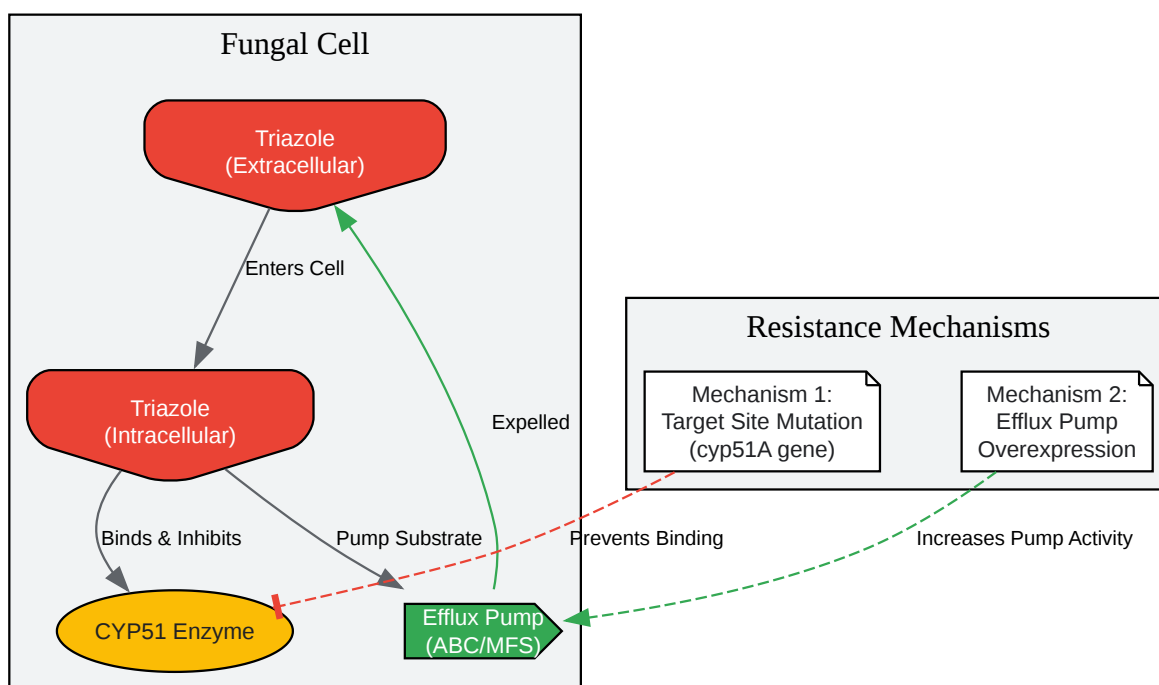 Fungal Cell
Triazole
(Extracellular)
Enters Cell
Triazole
(Intracellular)
Expelled
Binds & Inhibits
Pump Substrate
CYP51 Enzyme
Efflux Pump
(ABC/MFS)
Resistance Mechanisms
Mechanism 1:
Target Site Mutation
(cyp51A gene)
Mechanism 2:
Efflux Pump
Overexpression
Prevents Binding
Increases Pump Activity